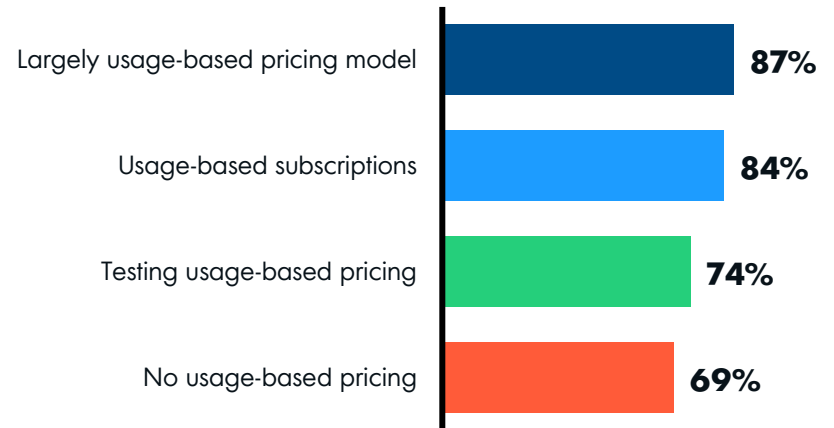 Largely usage-based pricing model 87%
Usage-based subscriptions 84%
Testing usage-based pricing 74%
No usage-based pricing 69%